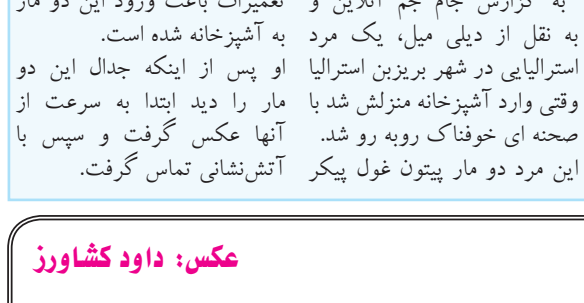 به گزارش جام جم آنلاین و
به نقل از دیلی میل، یک مرد
استرالیایی در شهر بریزبن استرالیا
وقتی وارد آشپزخانه منزلش شد با
صحنه ای خوفناک روبه رو شد.
این مرد دو مار پیتون غول پیکر
تعمیرات باعث ورود این دو مار
به آشپزخانه شده است.
او پس از اینکه جدال این دو
مار را دید ابتدا به سرعت از
آنها عکس گرفت و سپس با
آتش‌نشانی تماس گرفت.
عکس: داود کشاورز